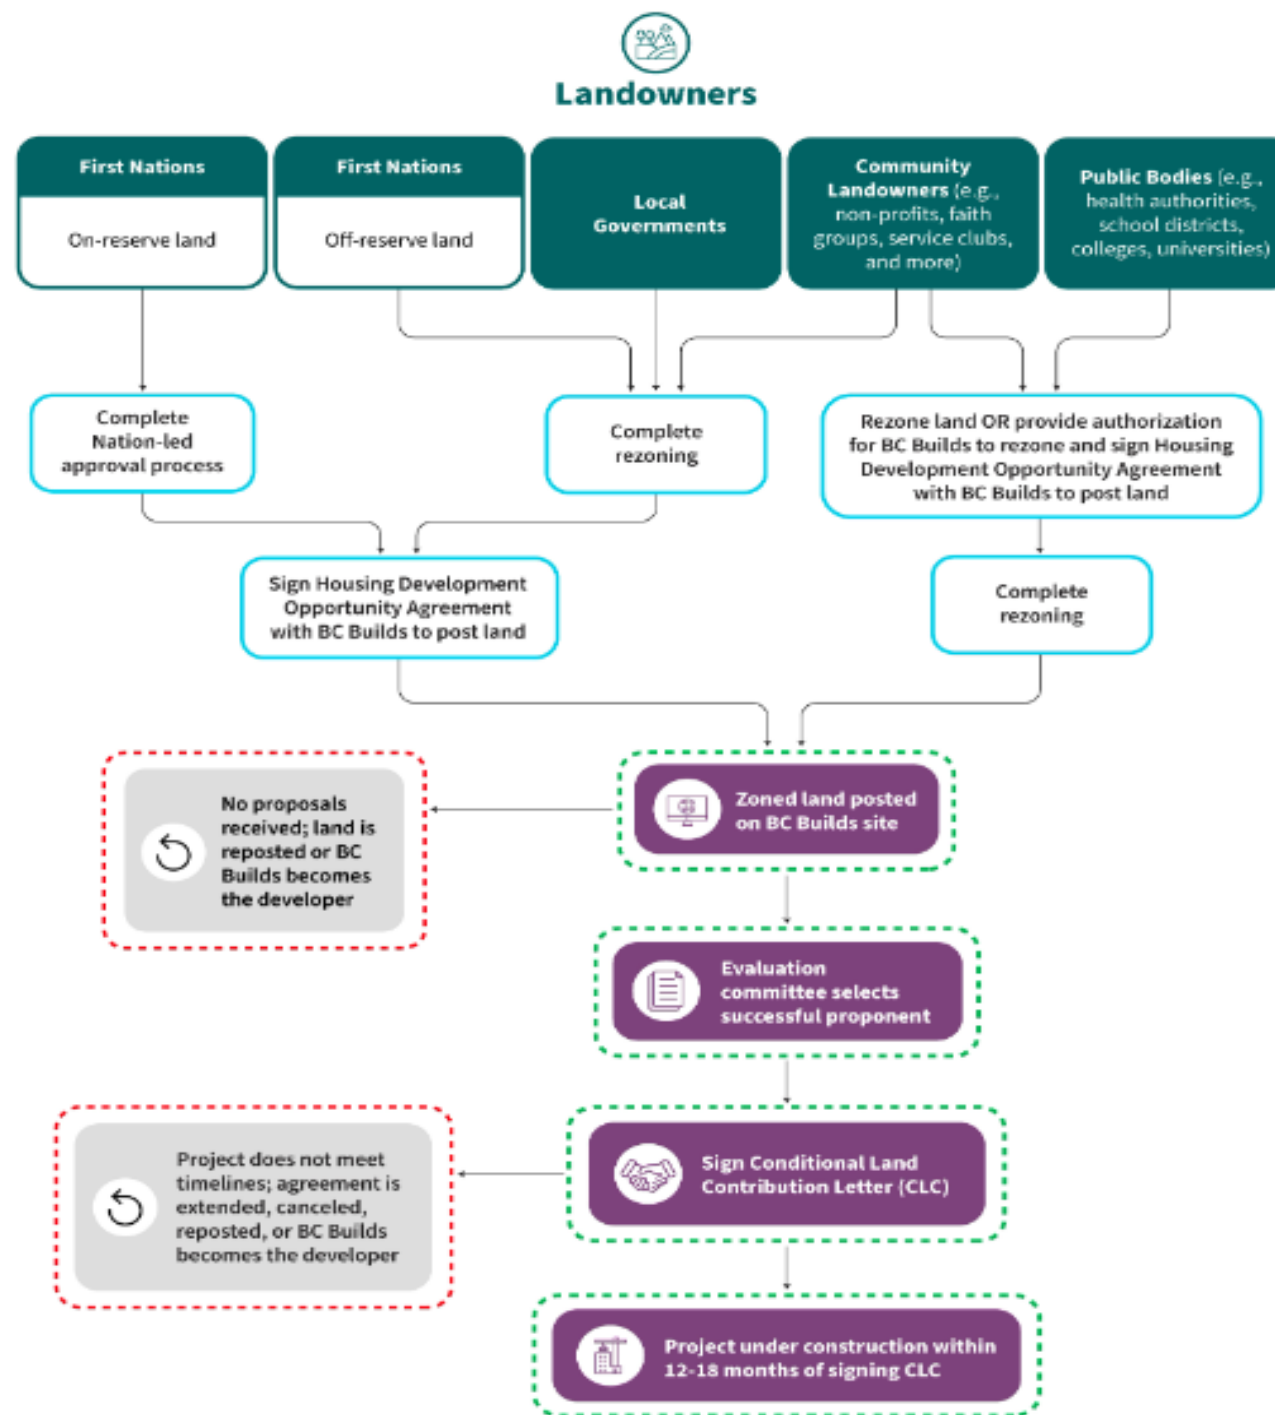 Landowners
First Nations
On-reserve land
First Nations
Off-reserve land
Local
Governments
Community
Landowners (e.g.,
non-profits, faith
groups, service clubs,
and more)
Public Bodies (e.g.,
health authorities,
school districts,
colleges, universities)
Complete
Nation-led
approval process
Complete
rezoning
Rezone land OR provide authorization
for BC Builds to rezone and sign Housing
Development Opportunity Agreement
with BC Builds to post land
Sign Housing Development
Opportunity Agreement
with BC Builds to post land
Complete
rezoning
No proposals
received; land is
reposted or BC
Builds becomes
the developer
Zoned land posted
on BC Builds site
Evaluation
committee selects
successful proponent
Project does not meet
timelines; agreement is
extended, canceled,
reposted, or BC Builds
becomes the developer
Sign Conditional Land
Contribution Letter (CLC)
Project under construction within
12-18 months of signing CLC